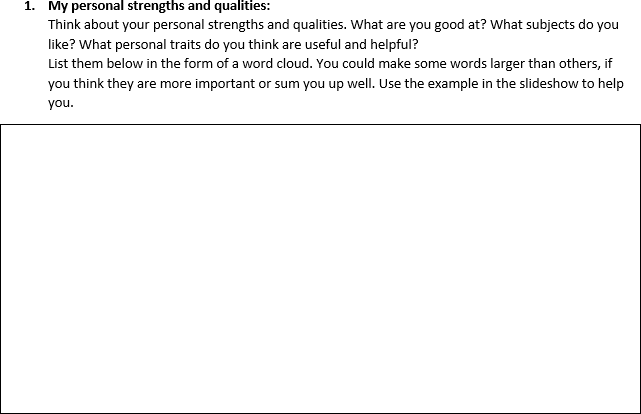 1. My personal strengths and qualities:
Think about your personal strengths and qualities. What are you good at? What subjects do you
like? What personal traits do you think are useful and helpful?
List them below in the form of a word cloud. You could make some words larger than others, if
you think they are more important or sum you up well. Use the example in the slideshow to help
you.